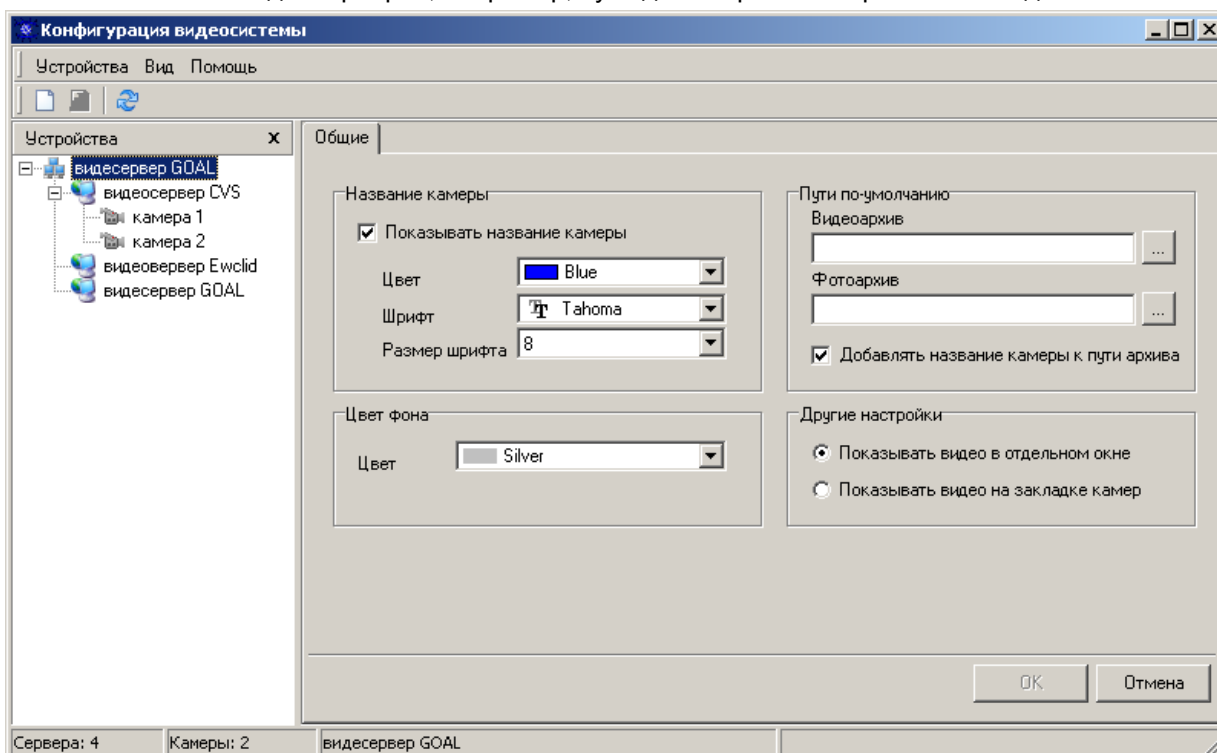 Конфигурация видеосистемы
Устройства Вид Помощь
Устройства x
видесервер GOAL
видеосервер CVS
камера 1
камера 2
видеовервер Ewclid
видесервер GOAL
Общие
Название камеры
Показывать название камеры
Цвет Blue
Шрифт Tahoma
Размер шрифта 8
Цвет фона
Цвет Silver
Пути по-умолчанию
Видеоархив
...
Фотоархив
...
Добавлять название камеры к пути архива
Другие настройки
Показывать видео в отдельном окне
Показывать видео на закладке камер
OK Отмена
Сервера: 4 Камеры: 2 видесервер GOAL